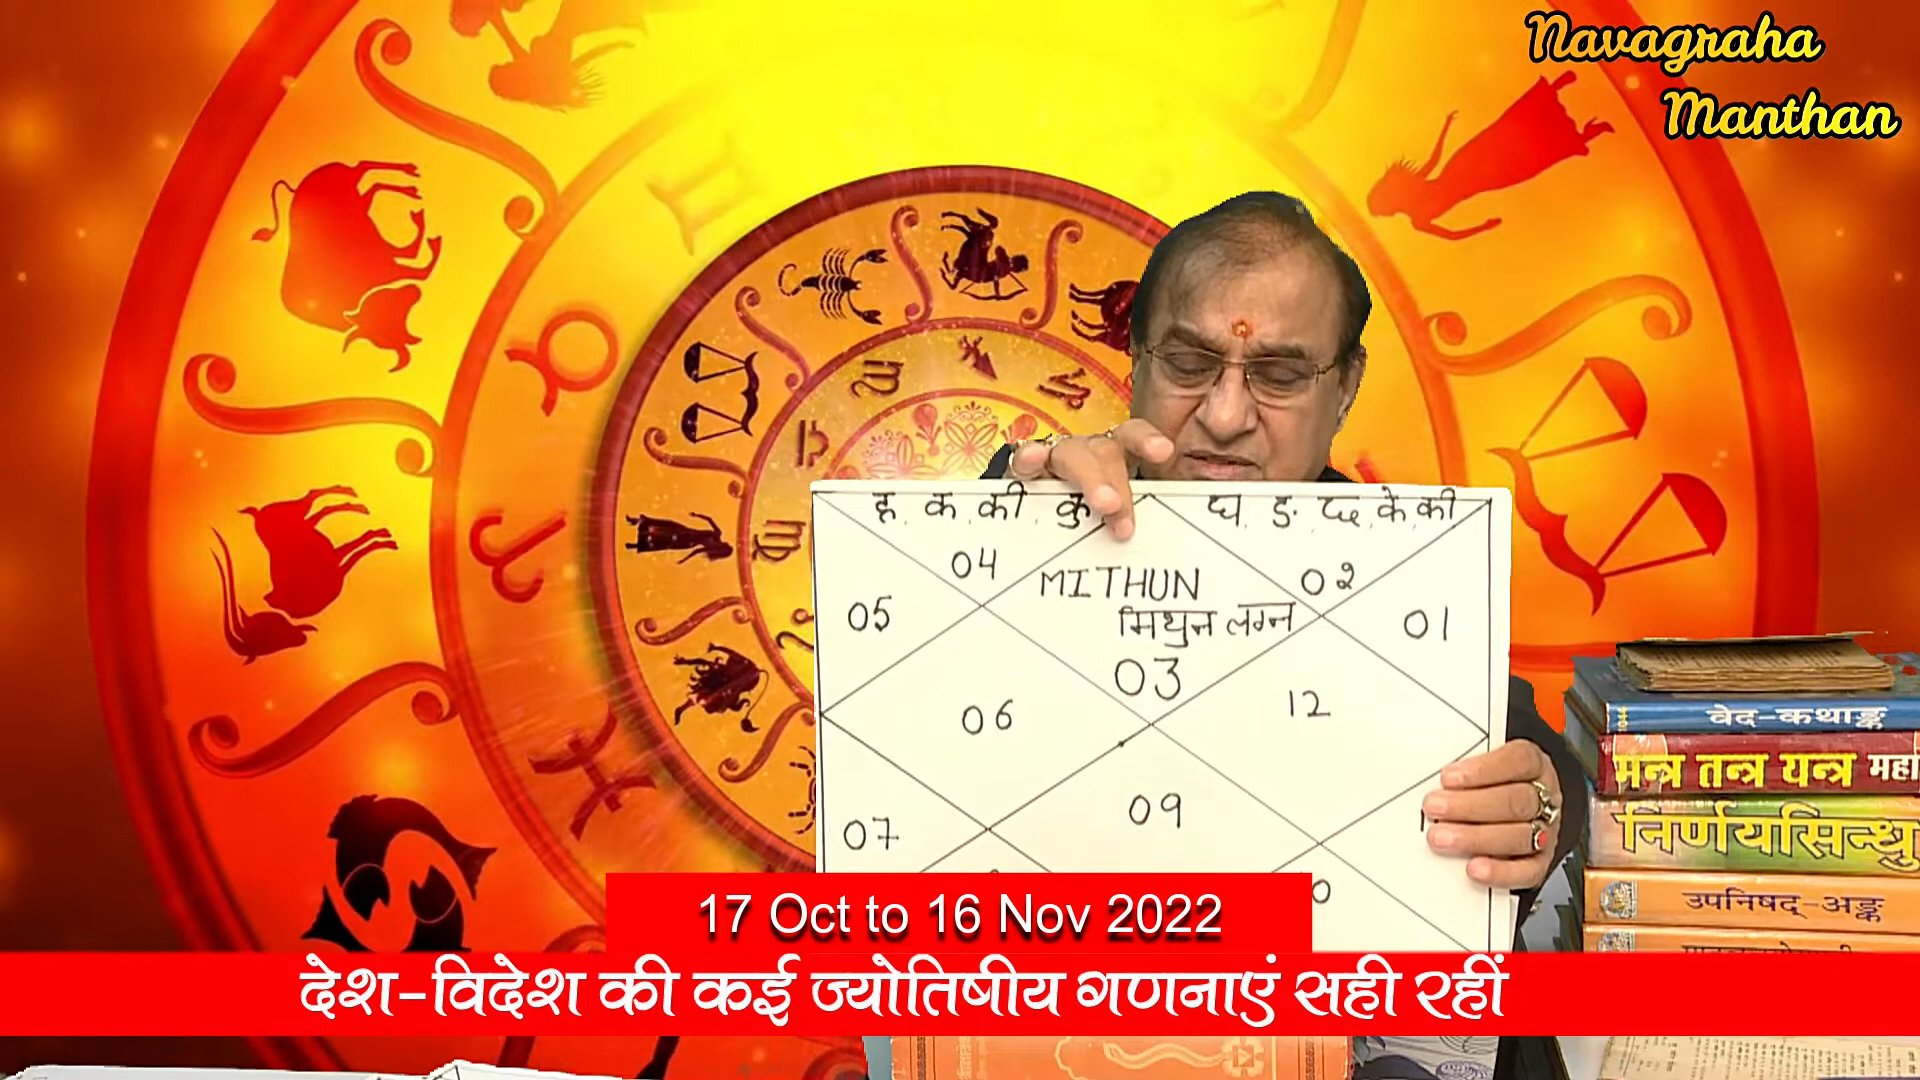 Navagraha
Manthan
ह क की कु घ ङ छ के की
04 MITHUN 02
05 मिथुन लग्न 01
03
06 12
09
07
17 Oct to 16 Nov 2022
देश-विदेश की कई ज्योतिषीय गणनाएं सही रहीं
वेद-कथाङ्क
मन्त्र तन्त्र यन्त्र महा
निर्णयसिन्धु
उपनिषद्-अङ्क